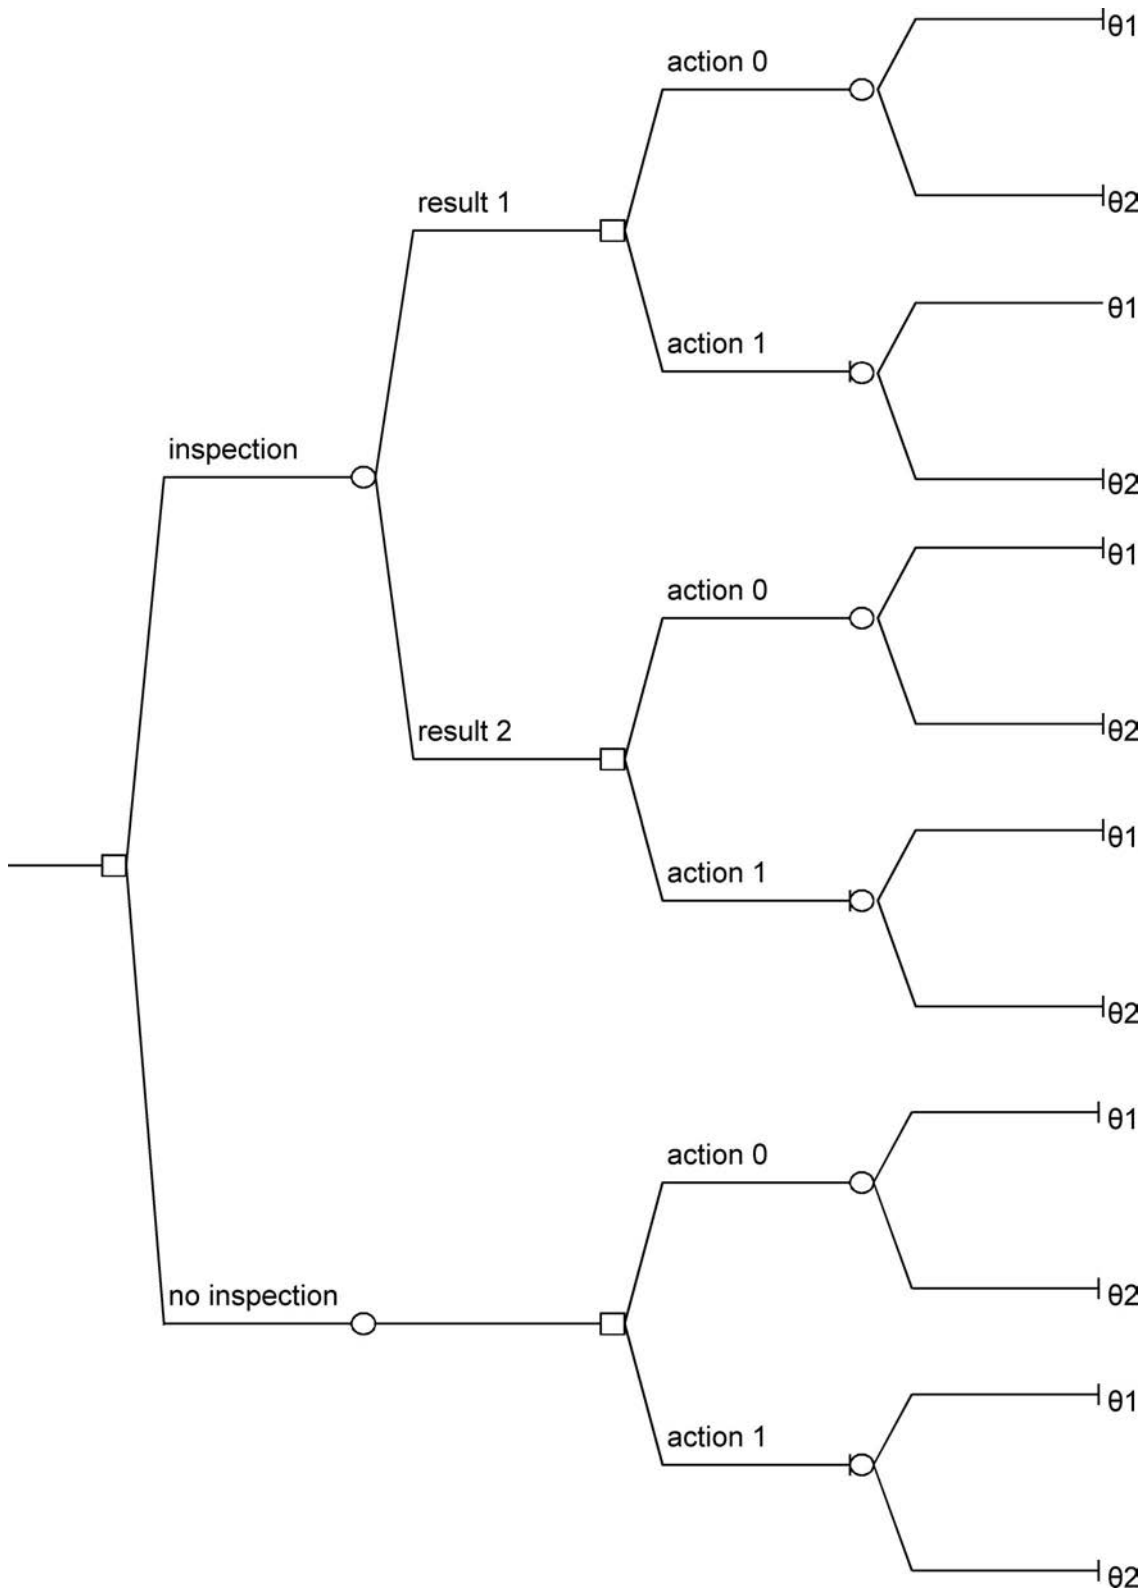 θ1
action 0
θ2
result 1
θ1
action 1
inspection
θ2
θ1
action 0
θ2
result 2
θ1
action 1
θ2
θ1
action 0
θ2
no inspection
θ1
action 1
θ2